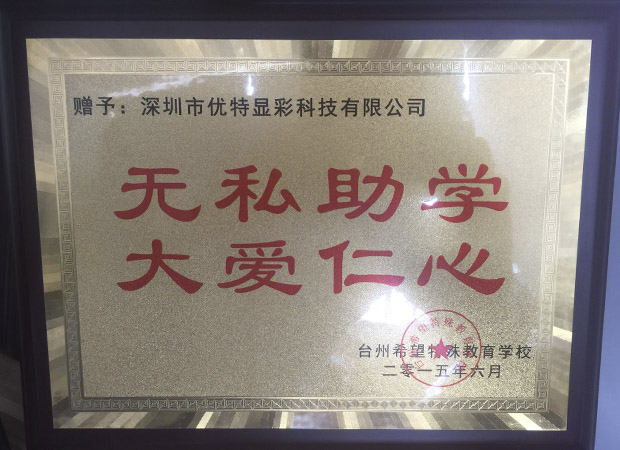 赠予：深圳市优特显彩科技有限公司
无私助学
大爱仁心
台州希望特殊教育学校
二零一五年六月